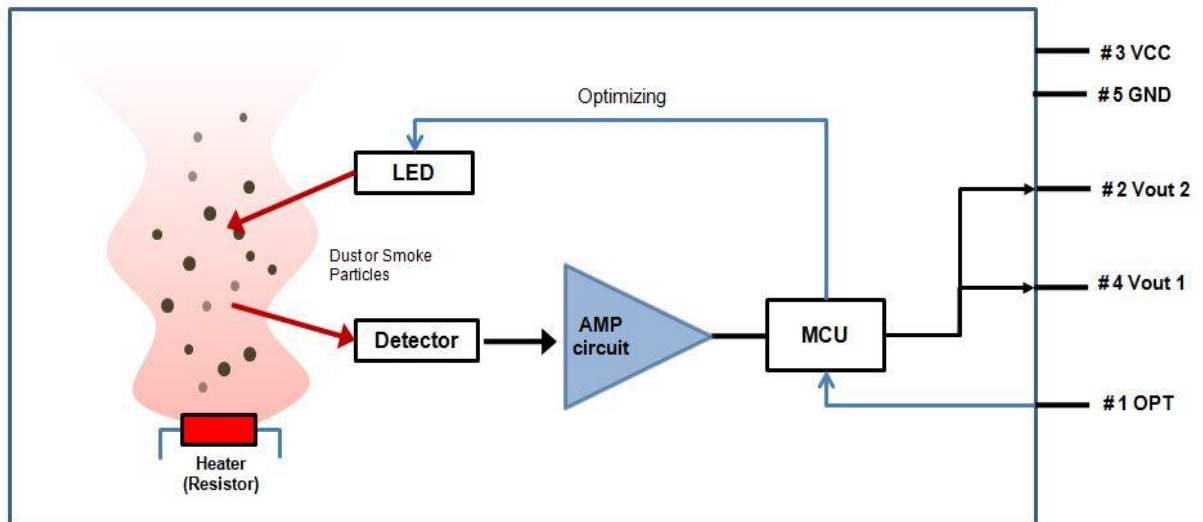 Optimizing
LED
Dust or Smoke
Particles
Detector
AMP
circuit
MCU
Heater
(Resistor)
# 3 VCC
# 5 GND
# 2 Vout 2
# 4 Vout 1
# 1 OPT